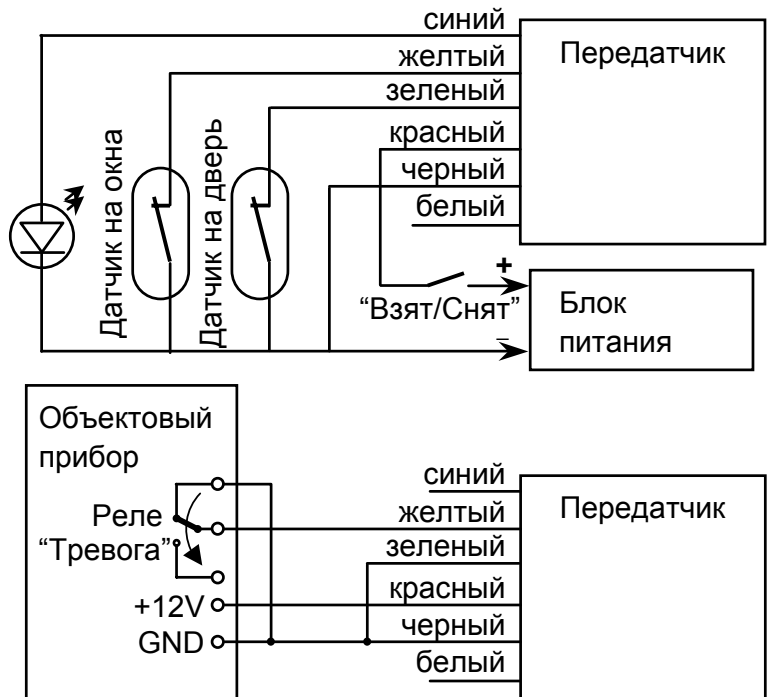 синий
желтый
зеленый
красный
черный
белый
Передатчик
Датчик на окна
Датчик на дверь
+
“Взят/Снят”
–
Блок
питания
Объектовый
прибор
Реле
“Тревога”
+12V
GND
синий
желтый
зеленый
красный
черный
белый
Передатчик